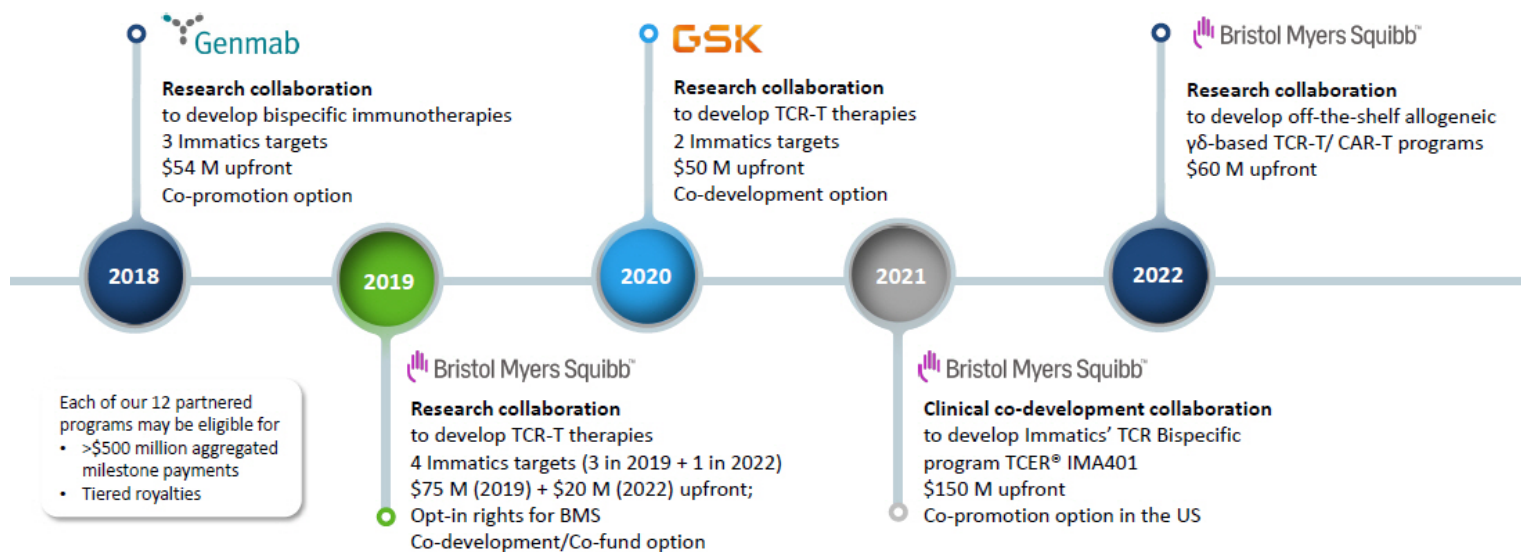 Genmab
Research collaboration
to develop bispecific immunotherapies
3 Immatics targets
$54 M upfront
Co-promotion option
GSK
Research collaboration
to develop TCR-T therapies
2 Immatics targets
$50 M upfront
Co-development option
Bristol Myers Squibb™
Research collaboration
to develop off-the-shelf allogeneic
γδ-based TCR-T/ CAR-T programs
$60 M upfront
2018
2019
2020
2021
2022
Each of our 12 partnered
programs may be eligible for
• >$500 million aggregated
milestone payments
• Tiered royalties
Bristol Myers Squibb™
Research collaboration
to develop TCR-T therapies
4 Immatics targets (3 in 2019 + 1 in 2022)
$75 M (2019) + $20 M (2022) upfront;
Opt-in rights for BMS
Co-development/Co-fund option
Bristol Myers Squibb™
Clinical co-development collaboration
to develop Immatics’ TCR Bispecific
program TCER® IMA401
$150 M upfront
Co-promotion option in the US